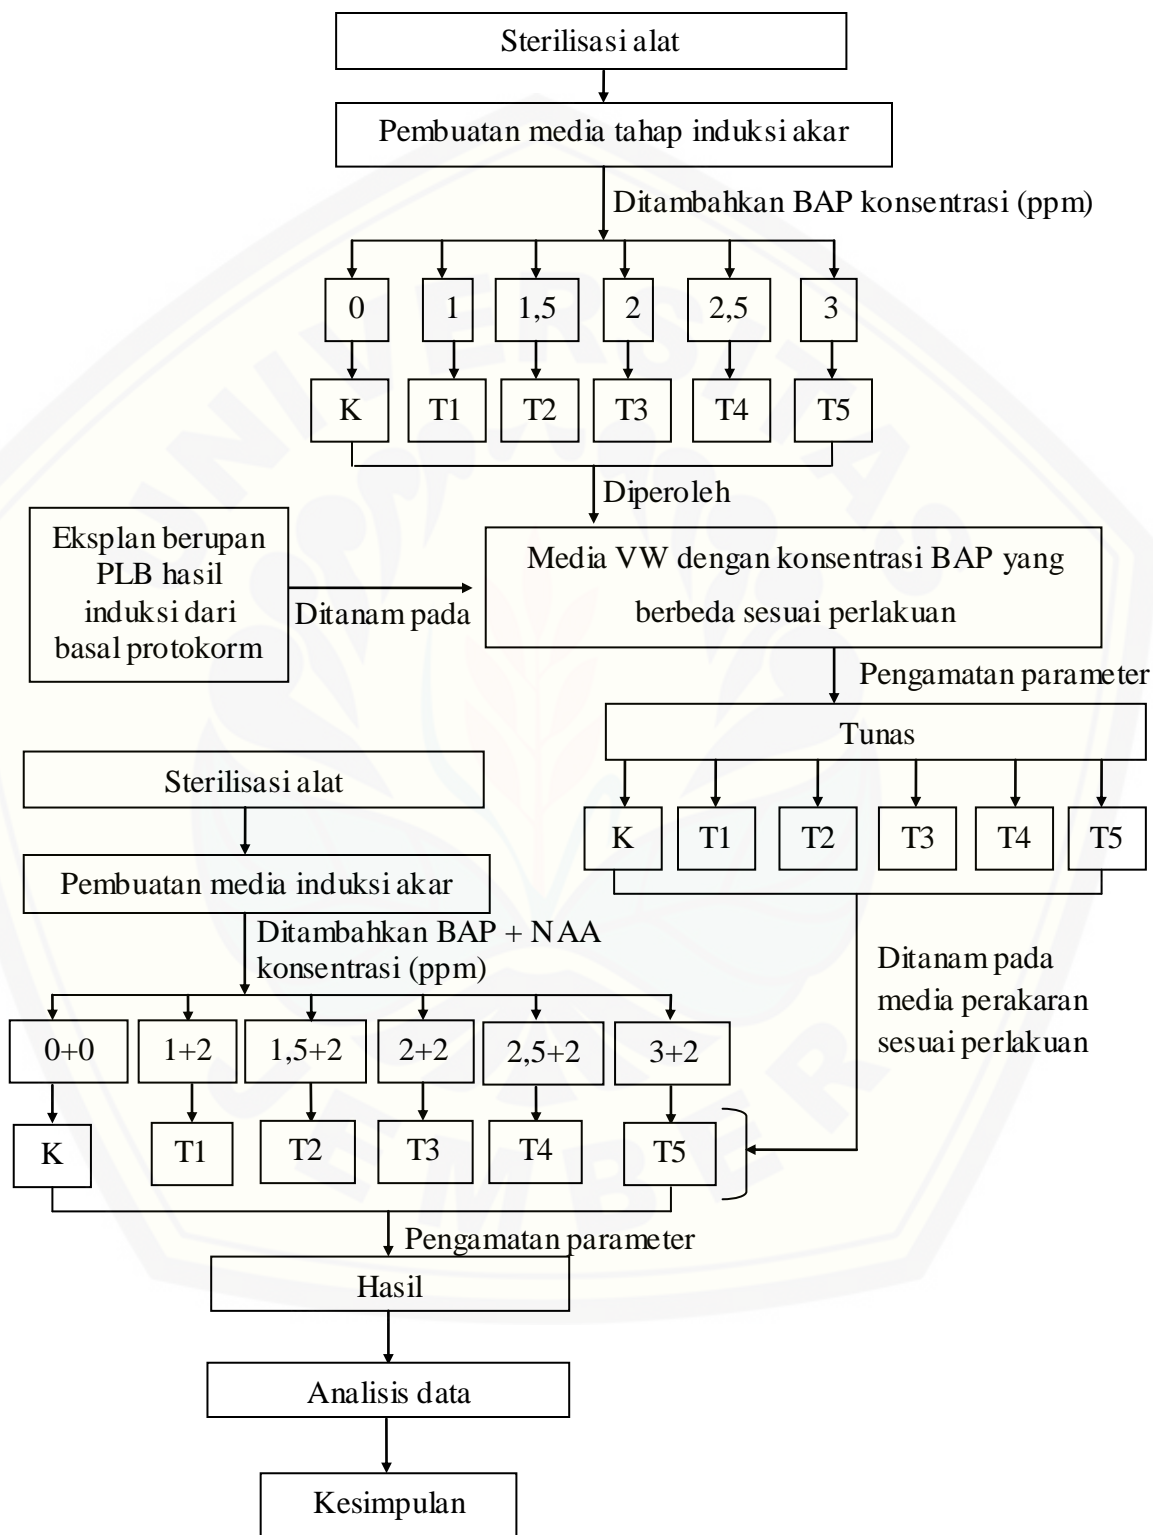 Sterilisasi alat
Pembuatan media tahap induksi akar
Ditambahkan BAP konsentrasi (ppm)
0 1 1,5 2 2,5 3
K T1 T2 T3 T4 T5
Diperoleh
Eksplan berupan
PLB hasil
induksi dari
basal protokorm
Ditanam pada
Media VW dengan konsentrasi BAP yang
berbeda sesuai perlakuan
Pengamatan parameter
Tunas
K T1 T2 T3 T4 T5
Ditanam pada
media perakaran
sesuai perlakuan
Sterilisasi alat
Pembuatan media induksi akar
Ditambahkan BAP + NAA
konsentrasi (ppm)
0+0 1+2 1,5+2 2+2 2,5+2 3+2
K T1 T2 T3 T4 T5
Pengamatan parameter
Hasil
Analisis data
Kesimpulan
UNIVERSITAS
JEMBER